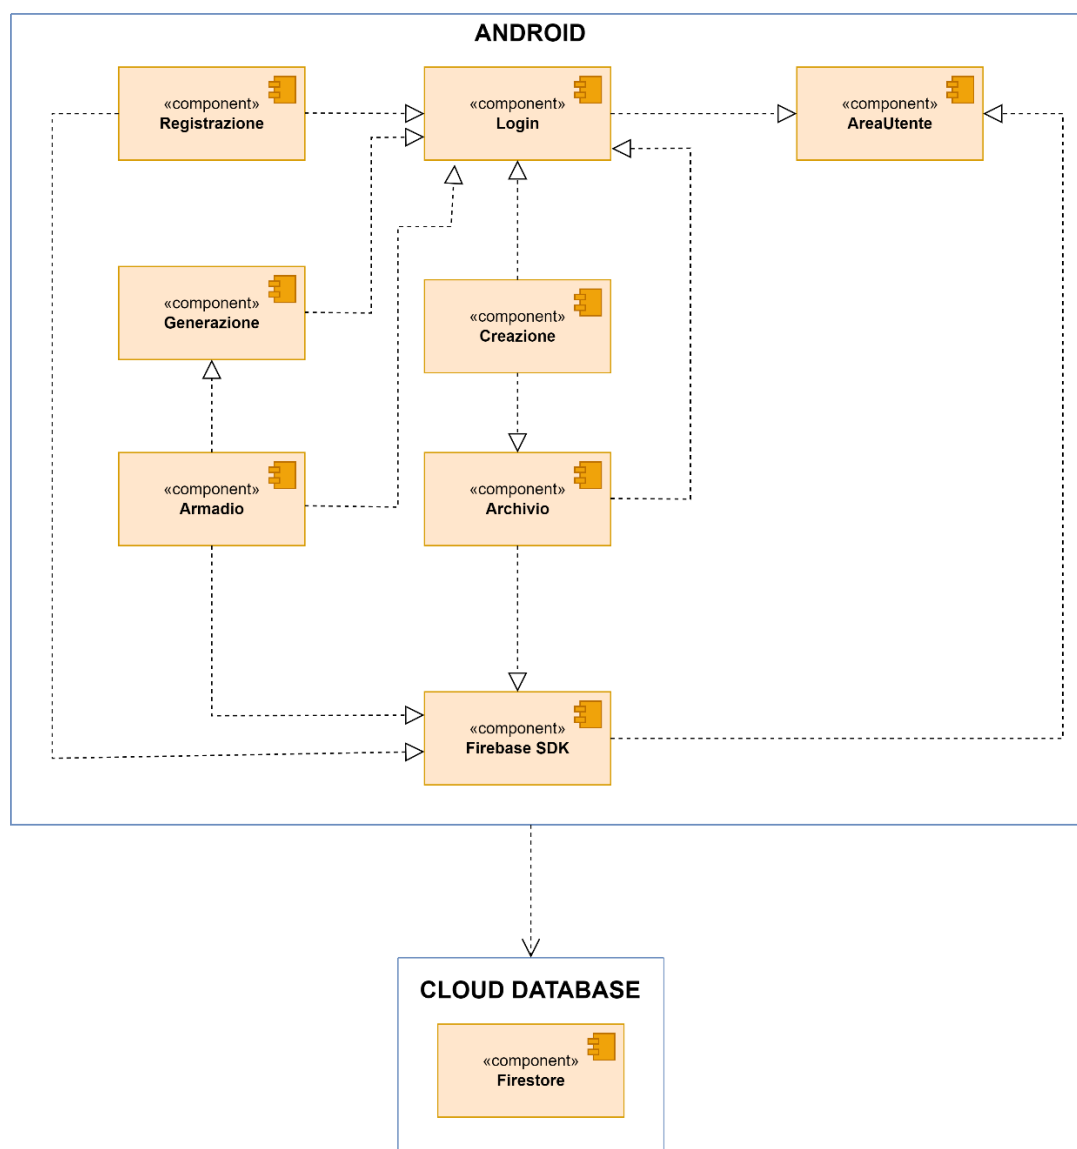 ANDROID
«component»
Registrazione
«component»
Login
«component»
AreaUtente
«component»
Generazione
«component»
Creazione
«component»
Armadio
«component»
Archivio
«component»
Firebase SDK
CLOUD DATABASE
«component»
Firestore